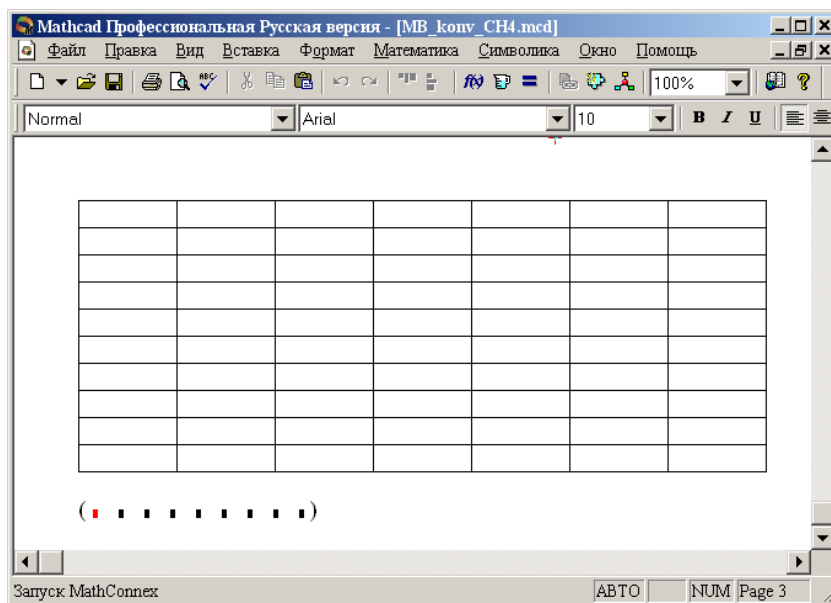 Mathcad Профессиональная Русская версия - [MB_konv_CH4.mcd]
Файл Правка Вид Вставка Формат Математика Символика Окно Помощь
ABC f(x) = 100% ?
Normal Arial 10 B I U
( )
Запуск MathConnex АВТО NUM Page 3